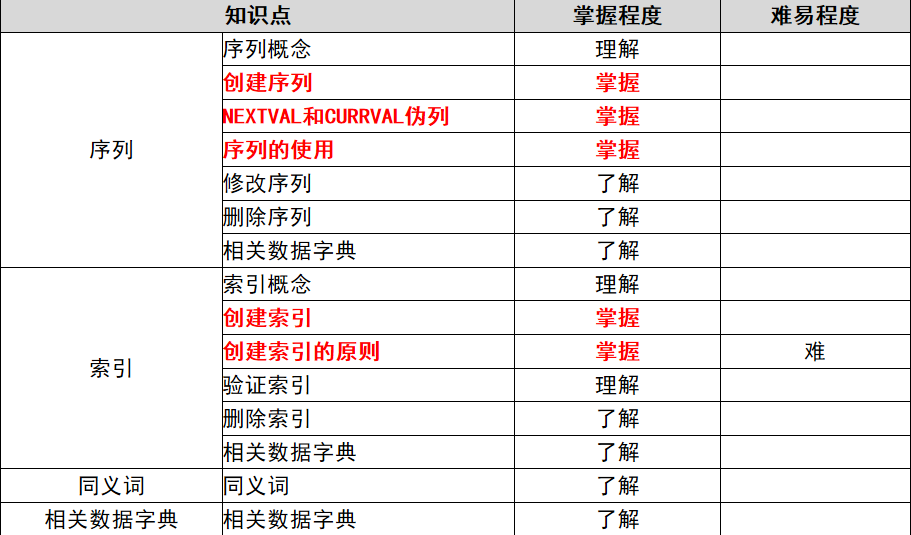 知识点 掌握程度 难易程度
序列 序列概念 理解
创建序列 掌握
NEXTVAL和CURRVAL伪列 掌握
序列的使用 掌握
修改序列 了解
删除序列 了解
相关数据字典 了解
索引 索引概念 理解
创建索引 掌握
创建索引的原则 掌握 难
验证索引 理解
删除索引 了解
相关数据字典 了解
同义词 同义词 了解
相关数据字典 相关数据字典 了解